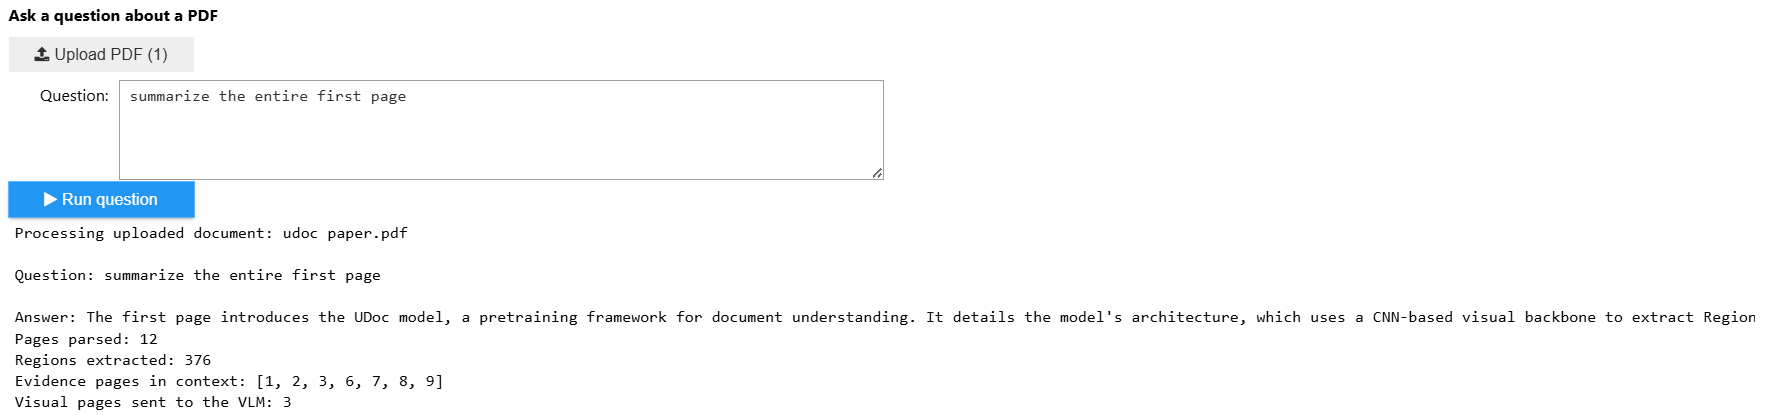 Ask a question about a PDF
Upload PDF (1)
Question: summarize the entire first page
Run question
Processing uploaded document: udoc paper.pdf
Question: summarize the entire first page
Answer: The first page introduces the UDoc model, a pretraining framework for document understanding. It details the model's architecture, which uses a CNN-based visual backbone to extract Region
Pages parsed: 12
Regions extracted: 376
Evidence pages in context: [1, 2, 3, 6, 7, 8, 9]
Visual pages sent to the VLM: 3